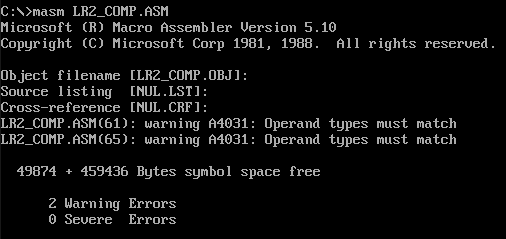 C:\>masm LR2_COMP.ASM
Microsoft (R) Macro Assembler Version 5.10
Copyright (C) Microsoft Corp 1981, 1988.  All rights reserved.
Object filename [LR2_COMP.OBJ]:
Source listing  [NUL.LST]:
Cross-reference [NUL.CRF]:
LR2_COMP.ASM(61): warning A4031: Operand types must match
LR2_COMP.ASM(65): warning A4031: Operand types must match
49874 + 459436 Bytes symbol space free
2 Warning Errors
0 Severe  Errors